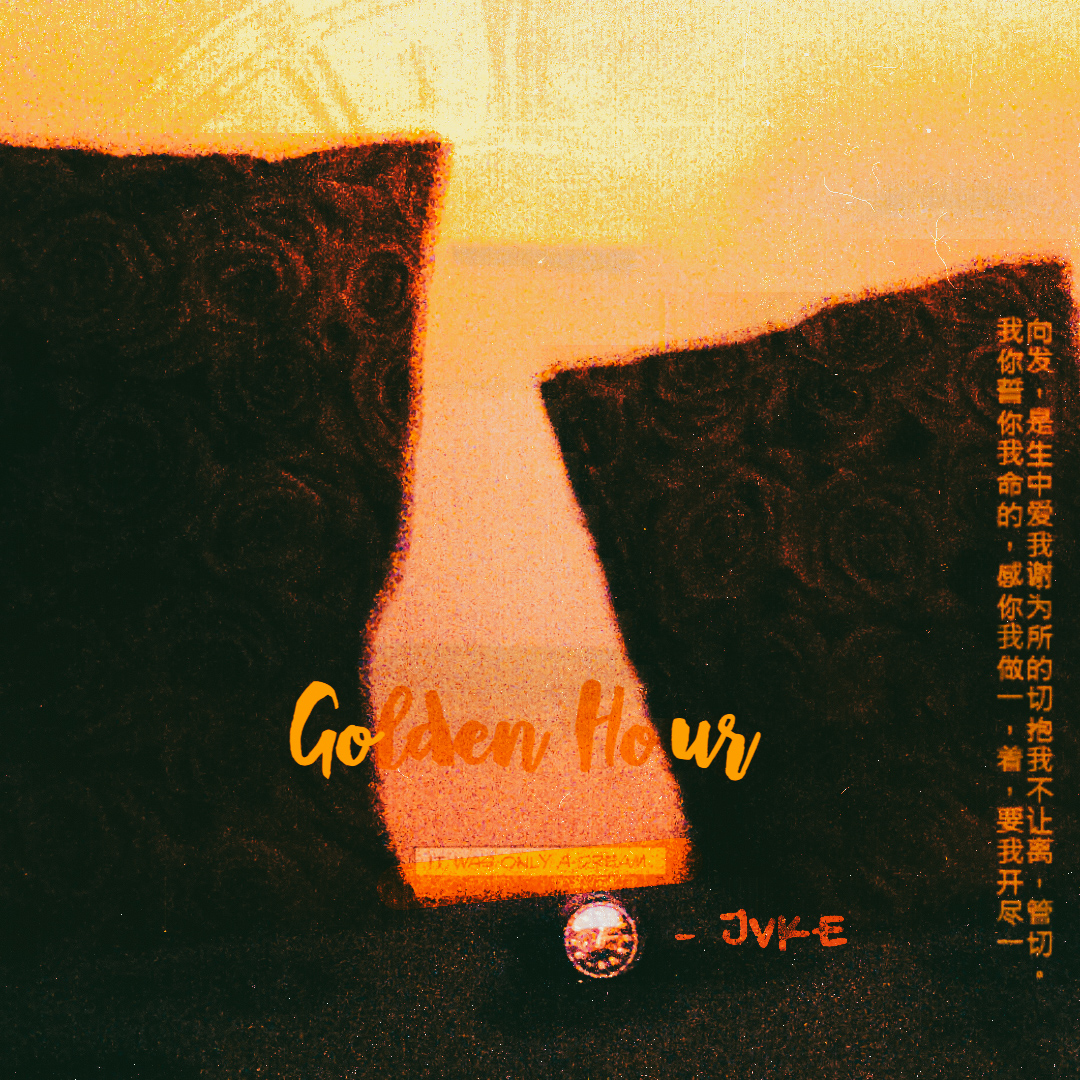 Golden Hour
IT WAS ONLY A DREAM
- JVKE
我向
你发
誓，
你是
我生
命中
的爱
，我
感谢
你为
我所
做的
一切
，抱
着我
，不
要让
我离
开，
尽管
一切
。